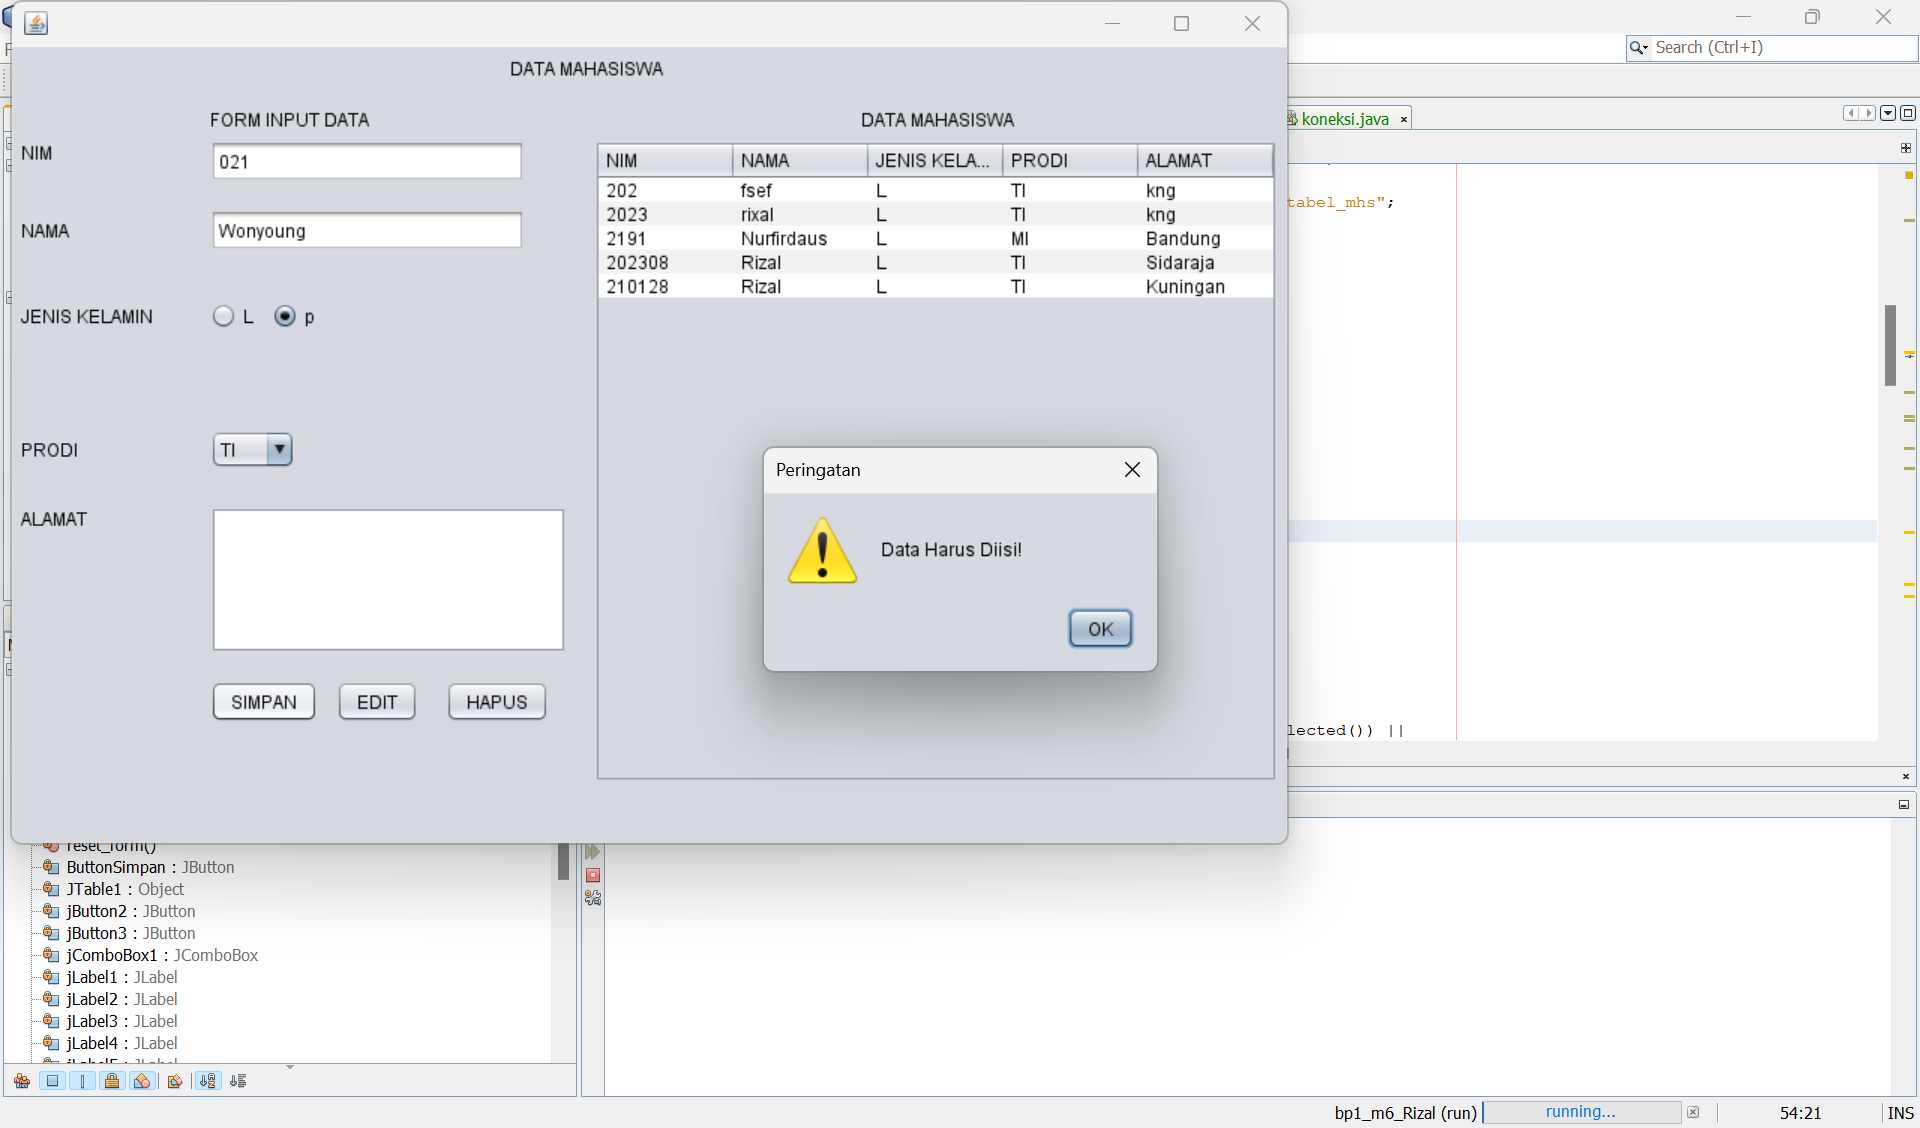 Search (Ctrl+I)
DATA MAHASISWA
FORM INPUT DATA
DATA MAHASISWA
koneksi.java
NIM
021
NIM NAMA JENIS KELA... PRODI ALAMAT
202 fsef L TI kng
2023 rixal L TI kng
2191 Nurfirdaus L MI Bandung
202308 Rizal L TI Sidaraja
210128 Rizal L TI Kuningan
tabel_mhs";
NAMA
Wonyoung
JENIS KELAMIN
L p
PRODI
TI
Peringatan
Data Harus Diisi!
OK
ALAMAT
SIMPAN EDIT HAPUS
lected()) ||
reset_form()
ButtonSimpan : JButton
JTable1 : Object
jButton2 : JButton
jButton3 : JButton
jComboBox1 : JComboBox
jLabel1 : JLabel
jLabel2 : JLabel
jLabel3 : JLabel
jLabel4 : JLabel
bp1_m6_Rizal (run) running... 54:21 INS